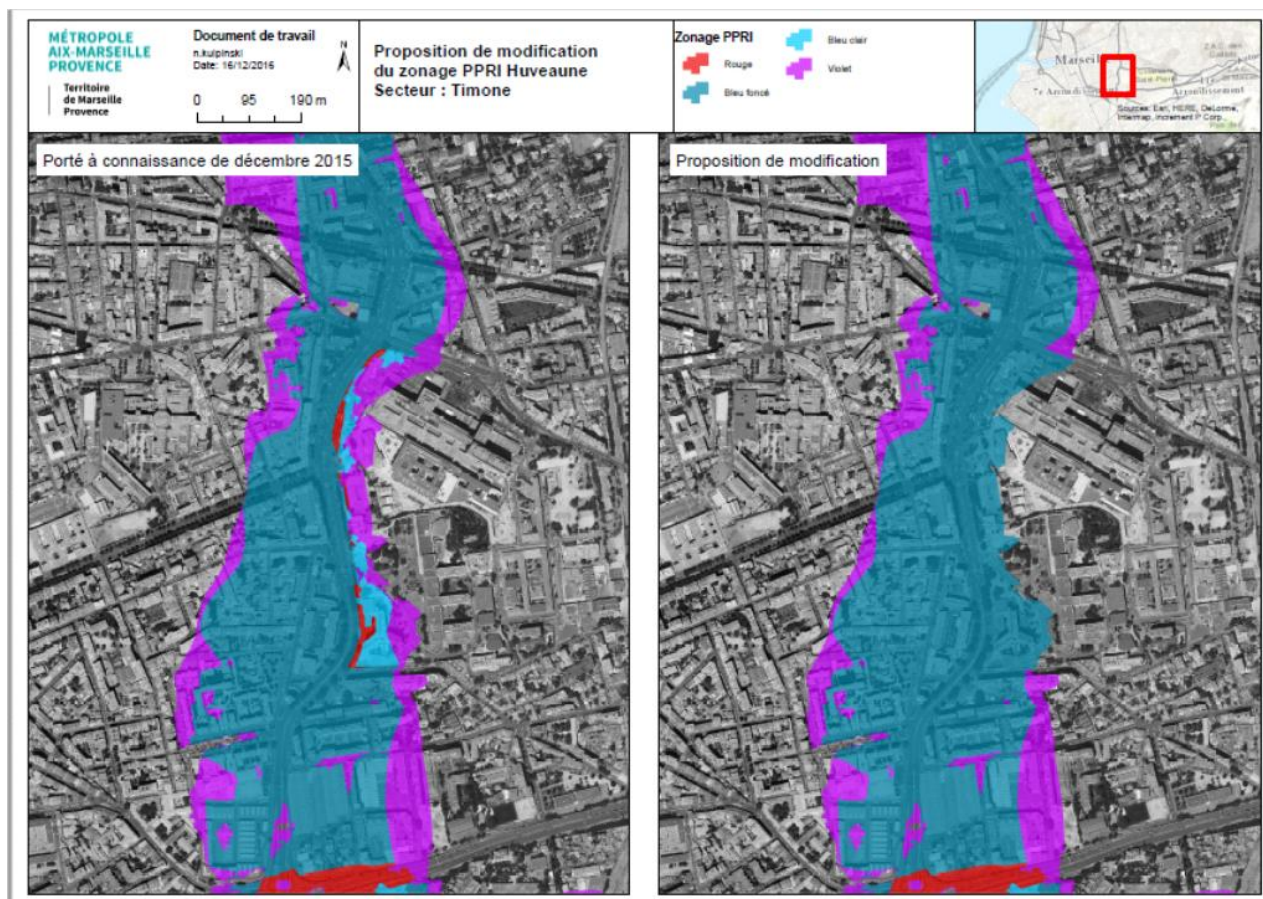 MÉTROPOLE
AIX-MARSEILLE
PROVENCE
Territoire
de Marseille
Provence
Document de travail
n.kulpinski
Date: 16/12/2016
N
0 95 190 m
Proposition de modification
du zonage PPRI Huveaune
Secteur : Timone
Zonage PPRI
Rouge
Bleu foncé
Bleu clair
Violet
Marseill
Sources: Esri, HERE, DeLorme,
Intermap, increment P Corp.,
Porté à connaissance de décembre 2015
Proposition de modification